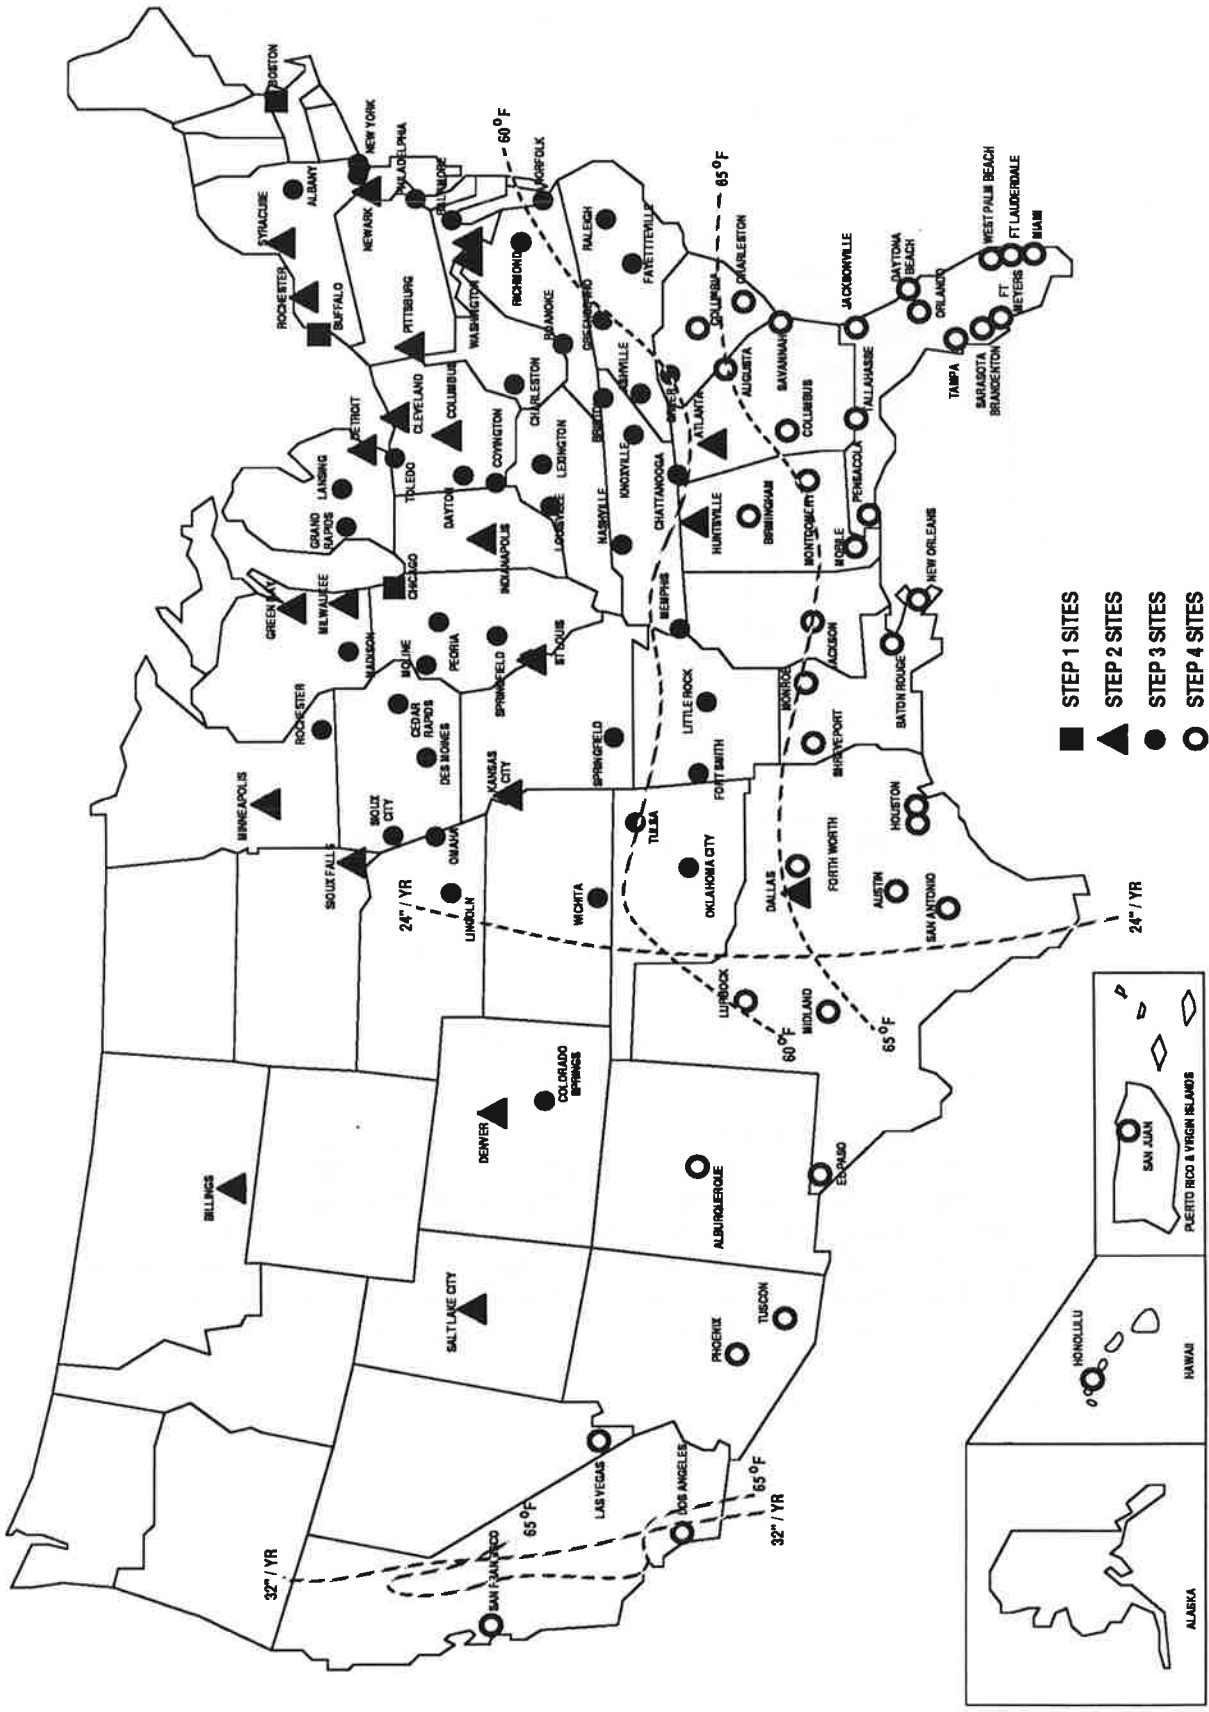 BOSTON
SYRACUSE
ALBANY
NEW YORK
PHILADELPHIA
NEWARK
BALTIMORE
60°F
NORFOLK
ROCHESTER
BUFFALO
PITTSBURG
WASHINGTON
RICHMOND
ROANOKE
RALEIGH
FAYETTTEVILLE
65°F
CHARLESTON
COLUMBIA
GREENSBORO
DETROIT
CLEVELAND
COLUMBUS
CHARLESTON
BRISTOL
ASHVILLE
AUGUSTA
SAVANNAH
JACKSONVILLE
DAYTONA
BEACH
ORLANDO
WEST PALM BEACH
FT LAUDERDALE
MIAMI
FT
MEYERS
TAMPA
SARASOTA
BRANDENTON
TALLAHASSE
LANSING
GRAND
RAPIDS
TOLEDO
DAYTON
COVINGTON
LEXINGTON
LOUISVILLE
KNOXVILLE
CHATTANOOGA
ATLANTA
COLUMBUS
NASHVILLE
HUNTSVILLE
BIRMINGHAM
MONTGOMERY
PENSACOLA
MOBILE
NEW ORLEANS
GREEN BAY
MILWAUKEE
CHICAGO
INDIANAPOLIS
MADISON
MOLINE
PEORIA
SPRINGFIELD
ST LOUIS
MEMPHIS
JACKSON
ROCHESTER
CEDAR
RAPIDS
DES MOINES
KANSAS
CITY
SPRINGFIELD
LITTLE ROCK
FORT SMITH
MONROE
SHREVEPORT
BATON ROUGE
MINNEAPOLIS
SIOUX
CITY
SIOUX FALLS
OMAHA
LINCOLN
24" / YR
WICHITA
TULSA
OKLAHOMA CITY
DALLAS
FORTH WORTH
HOUSTON
AUSTIN
SAN ANTONIO
24" / YR
LUBBOCK
60°F
MIDLAND
65°F
BILLINGS
DENVER
COLORADO
SPRINGS
ALBURQUERQUE
EL PASO
SALT LAKE CITY
PHOENIX
TUSCON
LAS VEGAS
LOS ANGELES
65°F
32" / YR
65°F
SAN FRANCISCO
32" / YR
STEP 1 SITES
STEP 2 SITES
STEP 3 SITES
STEP 4 SITES
SAN JUAN
PUERTO RICO & VIRGIN ISLANDS
HONOLULU
HAWAII
ALASKA